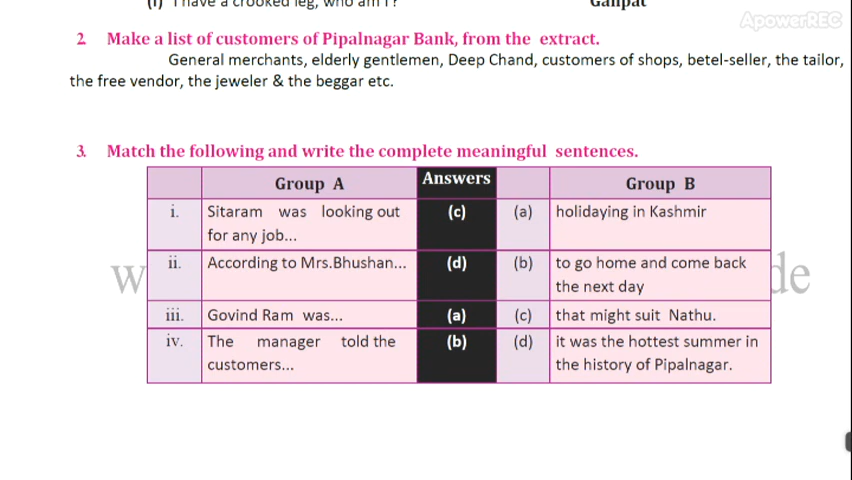 (i) I have a crooked leg, who am I? Ganpat
ApowerREC
2. Make a list of customers of Pipalnagar Bank, from the extract.
General merchants, elderly gentlemen, Deep Chand, customers of shops, betel-seller, the tailor,
the free vendor, the jeweler & the beggar etc.
3. Match the following and write the complete meaningful sentences.
Group A Answers Group B
i. Sitaram was looking out (c) (a) holidaying in Kashmir
for any job...
ii. According to Mrs.Bhushan... (d) (b) to go home and come back
the next day
iii. Govind Ram was... (a) (c) that might suit Nathu.
iv. The manager told the (b) (d) it was the hottest summer in
customers... the history of Pipalnagar.